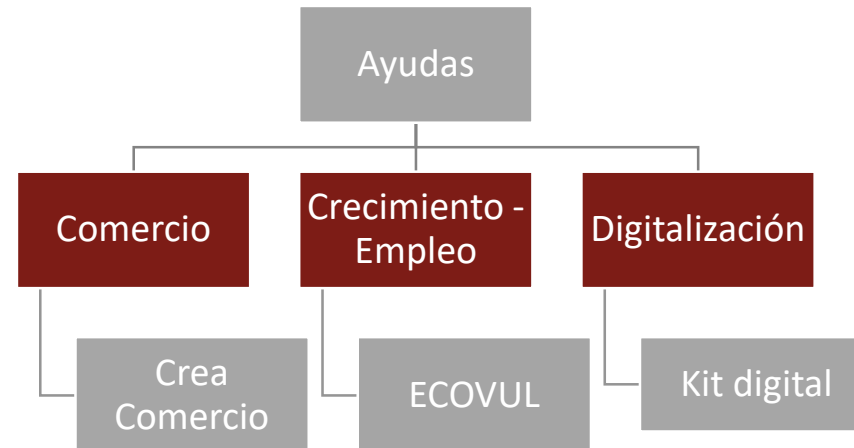 Ayudas
Comercio
Crecimiento -
Empleo
Digitalización
Crea
Comercio
ECOVUL
Kit digital